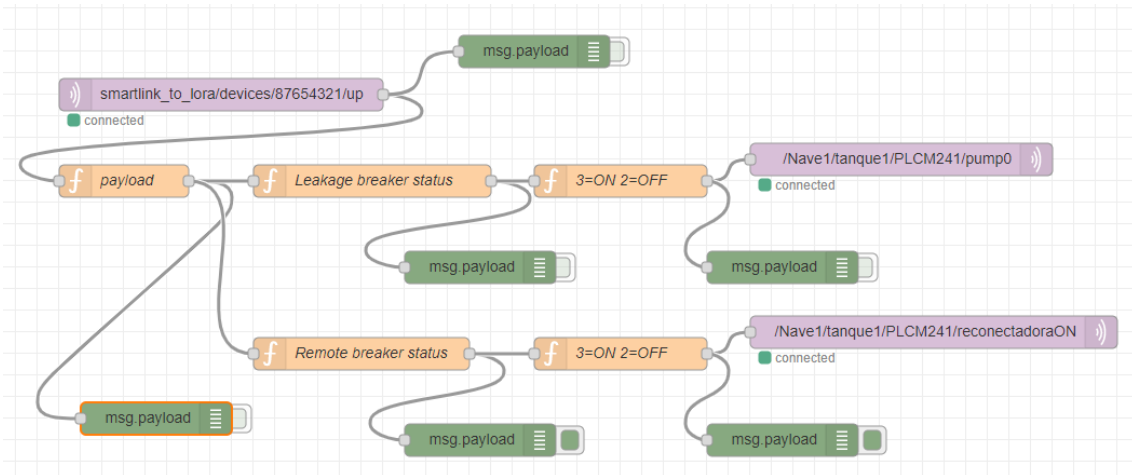 msg.payload
smartlink_to_lora/devices/87654321/up
connected
/Nave1/tanque1/PLCM241/pump0
connected
payload
Leakage breaker status
3=ON 2=OFF
msg.payload
msg.payload
/Nave1/tanque1/PLCM241/reconectadoraON
connected
Remote breaker status
3=ON 2=OFF
msg.payload
msg.payload
msg.payload